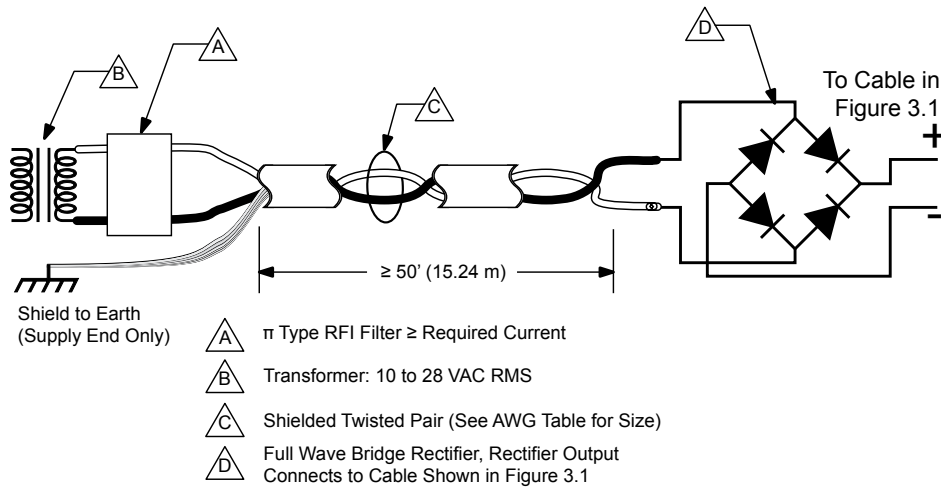 D
A
B
To Cable in
Figure 3.1
C
+
-
≥ 50’ (15.24 m)
Shield to Earth
(Supply End Only)
A π Type RFI Filter ≥ Required Current
B Transformer: 10 to 28 VAC RMS
C Shielded Twisted Pair (See AWG Table for Size)
D Full Wave Bridge Rectifier, Rectifier Output
Connects to Cable Shown in Figure 3.1